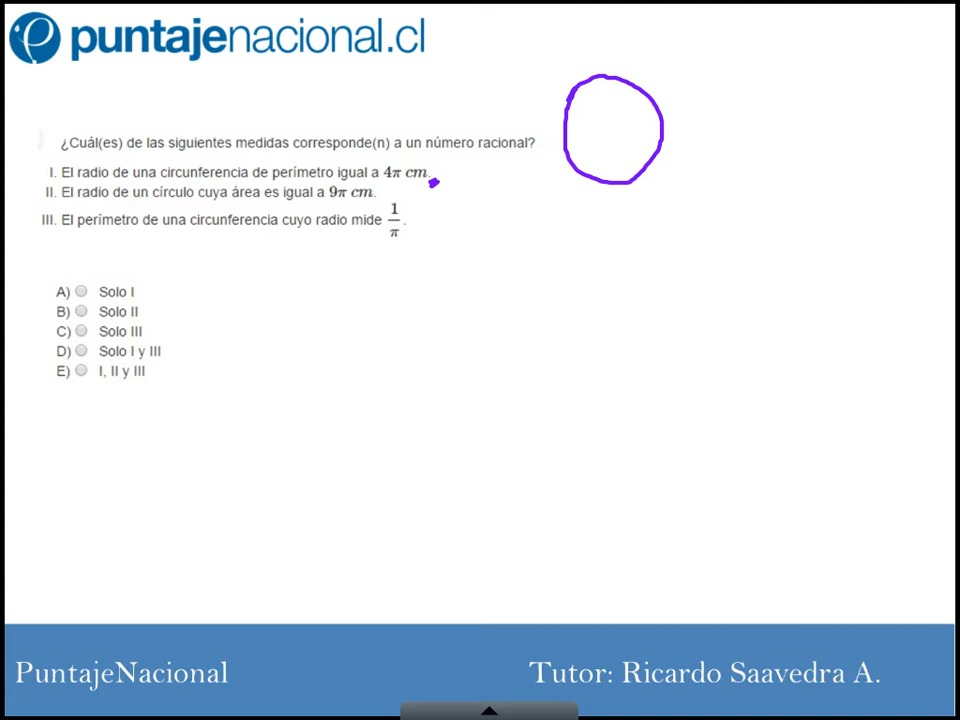 puntajenacional.cl
¿Cuál(es) de las siguientes medidas corresponde(n) a un número racional?
I. El radio de una circunferencia de perímetro igual a 4π cm.
II. El radio de un círculo cuya área es igual a 9π cm.
III. El perímetro de una circunferencia cuyo radio mide 1/π.
A) Solo I
B) Solo II
C) Solo III
D) Solo I y III
E) I, II y III
PuntajeNacional Tutor: Ricardo Saavedra A.